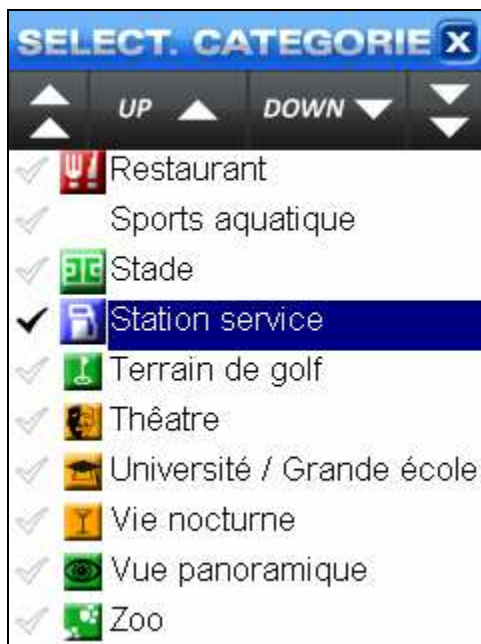 SELECT. CATEGORIE X
UP DOWN
Restaurant
Sports aquatique
Stade
Station service
Terrain de golf
Théatre
Université / Grande école
Vie nocturne
Vue panoramique
Zoo